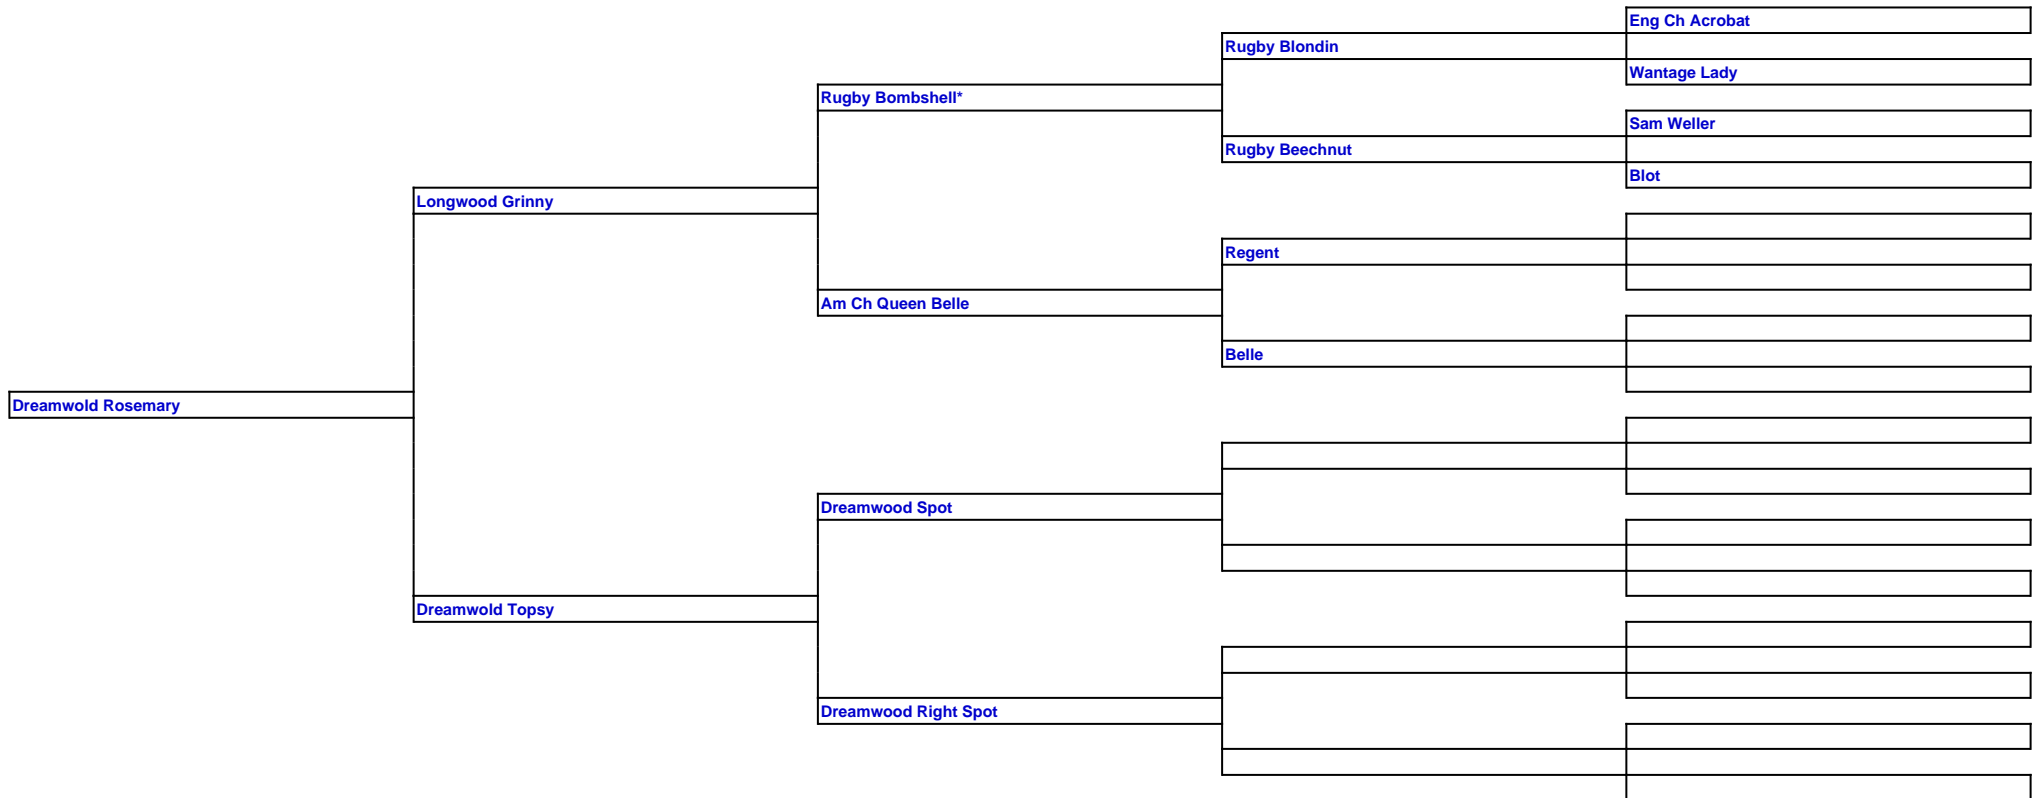 Eng Ch Acrobat
Rugby Blondin
Wantage Lady
Rugby Bombshell*
Sam Weller
Rugby Beechnut
Blot
Longwood Grinny
Regent
Am Ch Queen Belle
Belle
Dreamwold Rosemary
Dreamwood Spot
Dreamwold Topsy
Dreamwood Right Spot